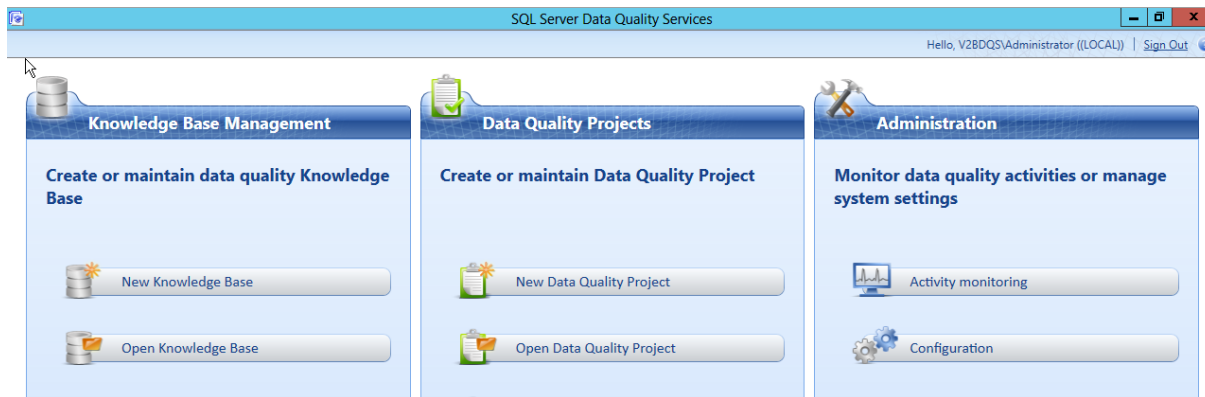 SQL Server Data Quality Services
Hello, V2BDQS\Administrator ((LOCAL)) | Sign Out
Knowledge Base Management
Create or maintain data quality Knowledge
Base
New Knowledge Base
Open Knowledge Base
Data Quality Projects
Create or maintain Data Quality Project
New Data Quality Project
Open Data Quality Project
Administration
Monitor data quality activities or manage
system settings
Activity monitoring
Configuration